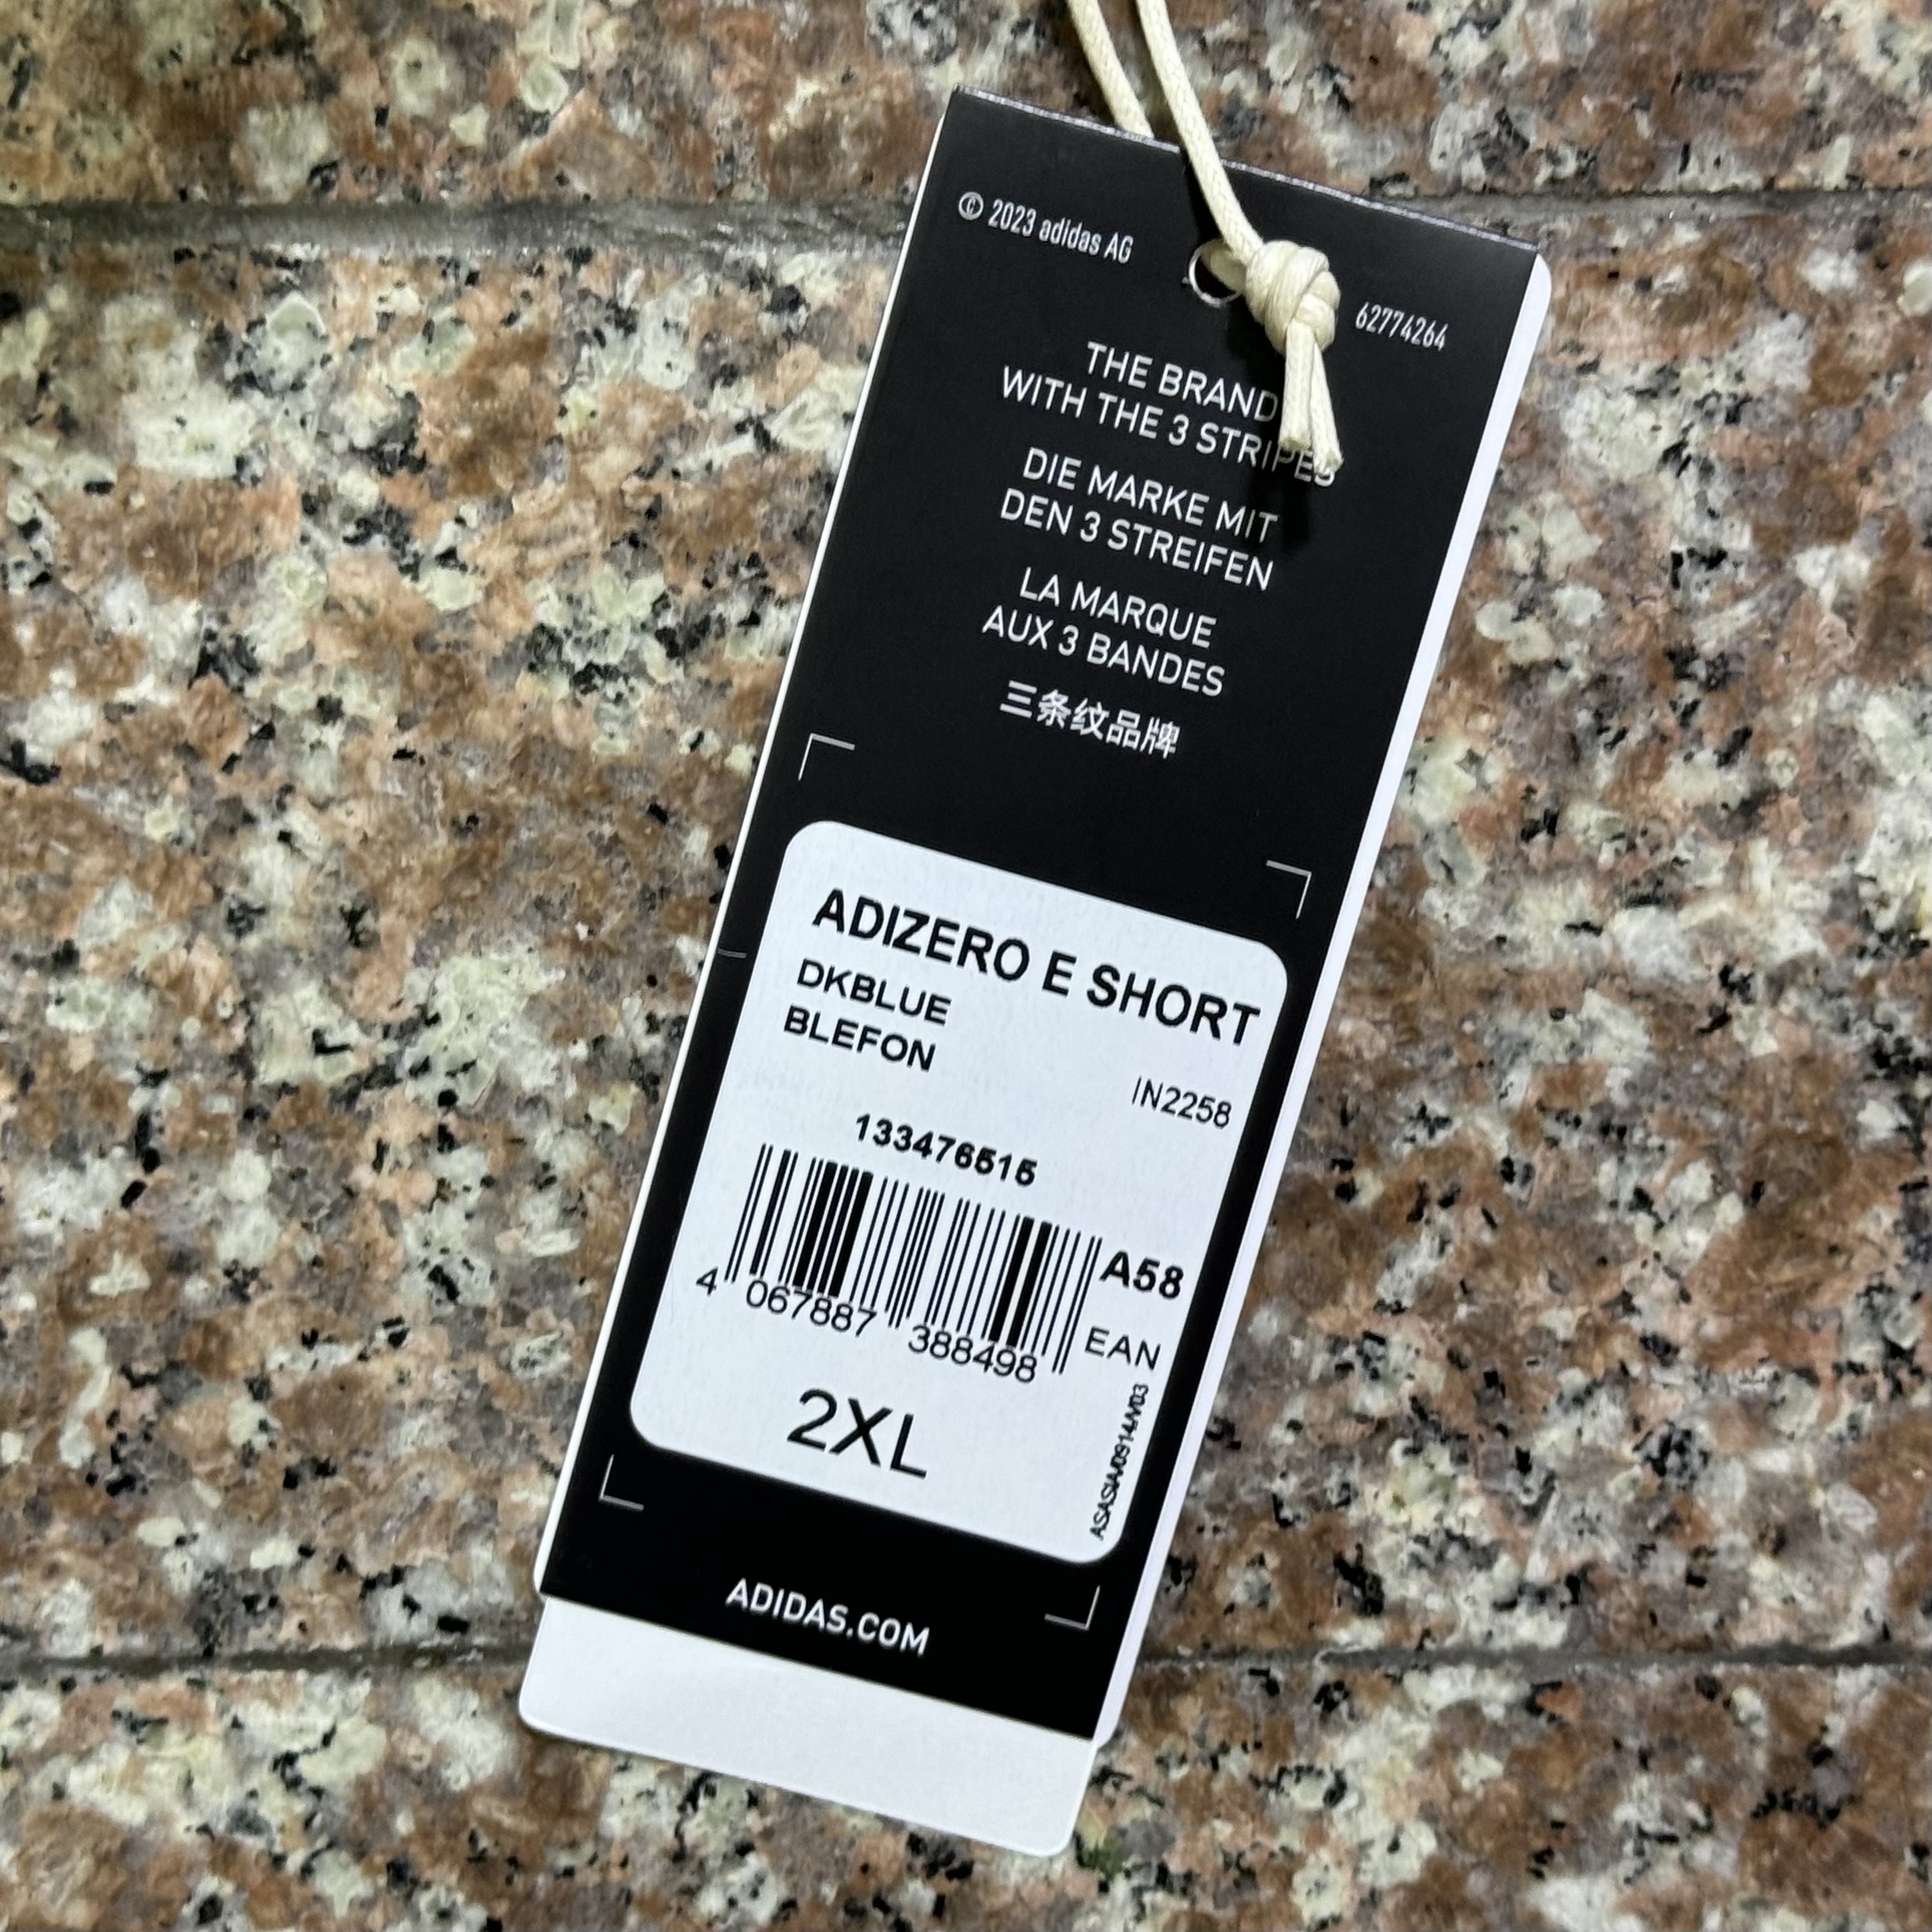 © 2023 adidas AG
62774264
THE BRAND
WITH THE 3 STRIPES
DIE MARKE MIT
DEN 3 STREIFEN
LA MARQUE
AUX 3 BANDES
三条纹品牌
ADIZERO E SHORT
DKBLUE
BLEFON
IN2258
133476515
A58
4 067887 388498
EAN
2XL
ADIDAS.COM